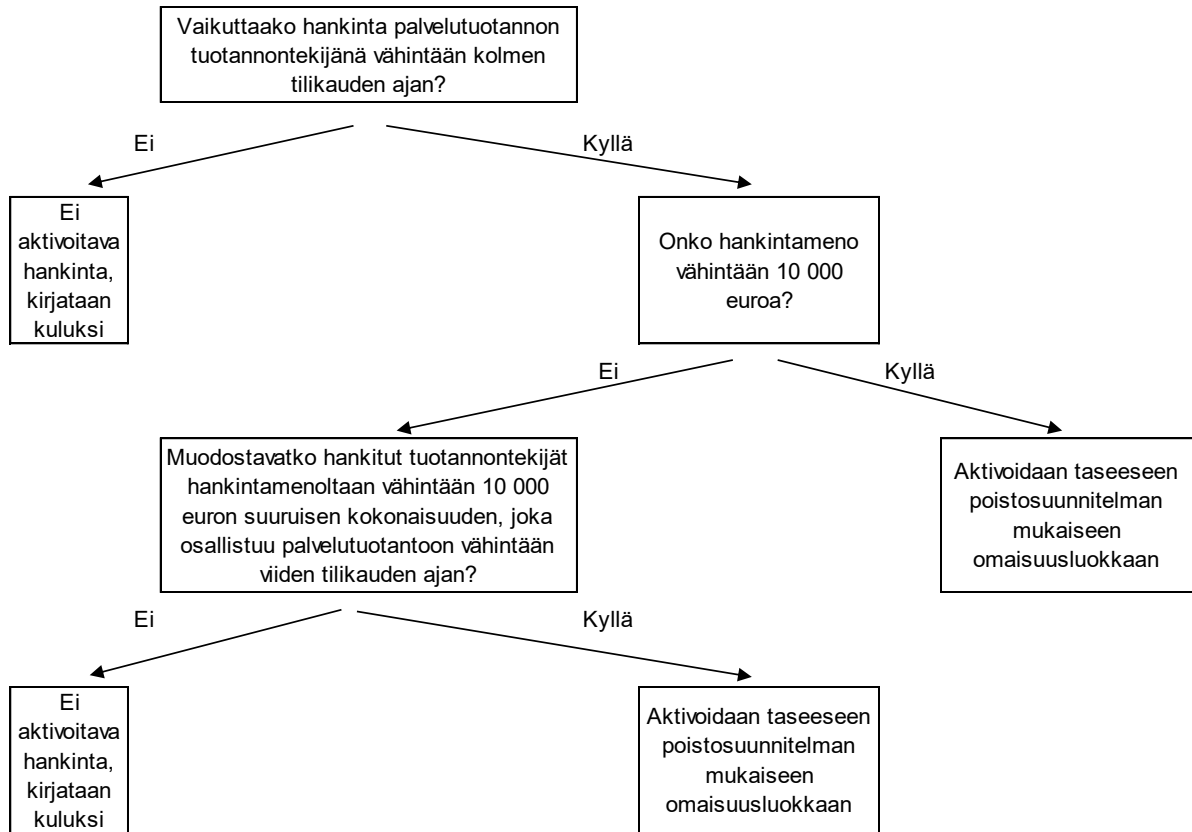 Vaikuttaako hankinta palvelutuotannon
tuotannontekijänä vähintään kolmen
tilikauden ajan?
Ei
Kyllä
Ei
aktivoitava
hankinta,
kirjataan
kuluksi
Onko hankintameno
vähintään 10 000
euroa?
Ei
Kyllä
Muodostavatko hankitut tuotannontekijät
hankintamenoltaan vähintään 10 000
euron suuruisen kokonaisuuden, joka
osallistuu palvelutuotantoon vähintään
viiden tilikauden ajan?
Aktivoidaan taseeseen
poistosuunnitelman
mukaiseen
omaisuusluokkaan
Ei
Kyllä
Ei
aktivoitava
hankinta,
kirjataan
kuluksi
Aktivoidaan taseeseen
poistosuunnitelman
mukaiseen
omaisuusluokkaan